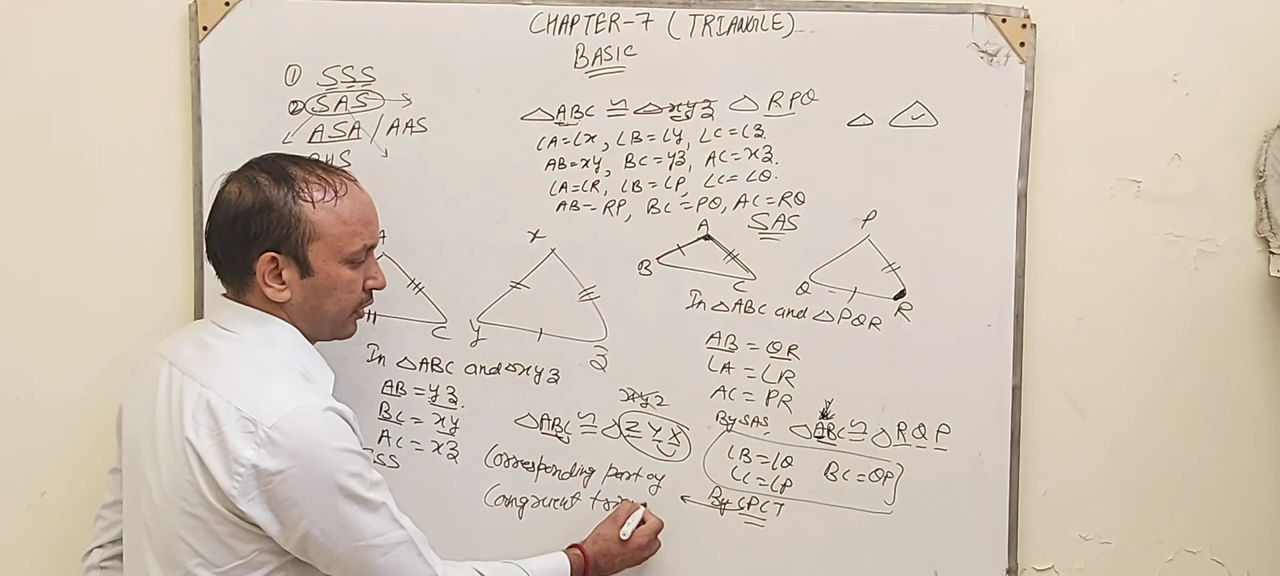 CHAPTER-7 (TRIANGLE)
BASIC
① SSS
② SAS
ASA / AAS
△ABC ≅ △xyz △ RPQ
∠A=∠x, ∠B=∠y, ∠C=∠z.
AB=xy, BC=yz, AC=xz.
∠A=∠R, ∠B=∠P, ∠C=∠Q.
AB=RP, BC=PQ, AC=RQ
SAS
A
C
X
Y
Z
A
B
C
P
Q
R
In △ABC and △xyz
AB=yz.
BC=xy
AC=xz
SSS
xyz
△ABC ≅ △ZYX
Corresponding part of
Congruent tri
In △ABC and △PQR
AB = QR
∠A = ∠R
AC = PR
By SAS, △ABC ≅ △RQP
∠B=∠Q BC=QP
∠C=∠P
By CPCT